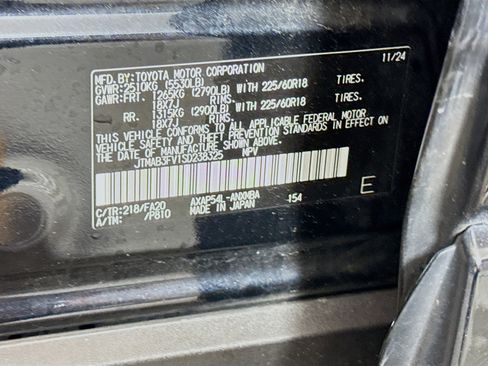 MFD. BY: TOYOTA MOTOR CORPORATION 11/24
GVWR: 2510KG (5530LB)
GAWR: FR. 1265KG (2790LB) WITH 225/60R18 TIRES.
18X7J RIMS.
RR. 1315KG (2900LB) WITH 225/60R18 TIRES.
18X7J RIMS.
THIS VEHICLE CONFORMS TO ALL APPLICABLE FEDERAL MOTOR
VEHICLE SAFETY AND THEFT PREVENTION STANDARDS IN EFFECT ON
THE DATE OF MANUFACTURE SHOWN ABOVE.
JTMAB3FV1SD238325 MPV
E
C/TR: 218/FA20 AXAP54L-ANXMBA 154
A/TM: /P810 MADE IN JAPAN